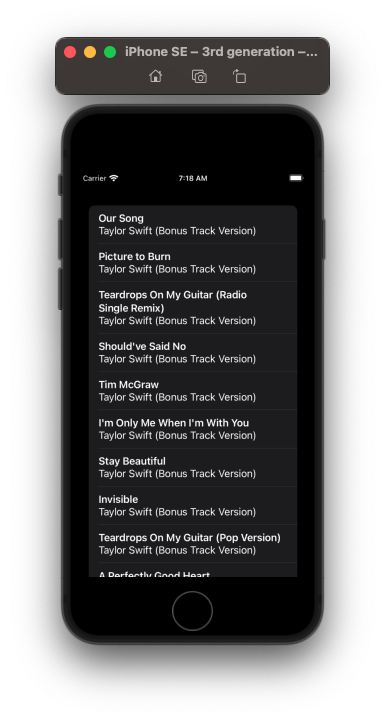 iPhone SE – 3rd generation –...
Carrier
7:18 AM
Our Song
Taylor Swift (Bonus Track Version)
Picture to Burn
Taylor Swift (Bonus Track Version)
Teardrops On My Guitar (Radio
Single Remix)
Taylor Swift (Bonus Track Version)
Should've Said No
Taylor Swift (Bonus Track Version)
Tim McGraw
Taylor Swift (Bonus Track Version)
I'm Only Me When I'm With You
Taylor Swift (Bonus Track Version)
Stay Beautiful
Taylor Swift (Bonus Track Version)
Invisible
Taylor Swift (Bonus Track Version)
Teardrops On My Guitar (Pop Version)
Taylor Swift (Bonus Track Version)
A Perfectly Good Heart